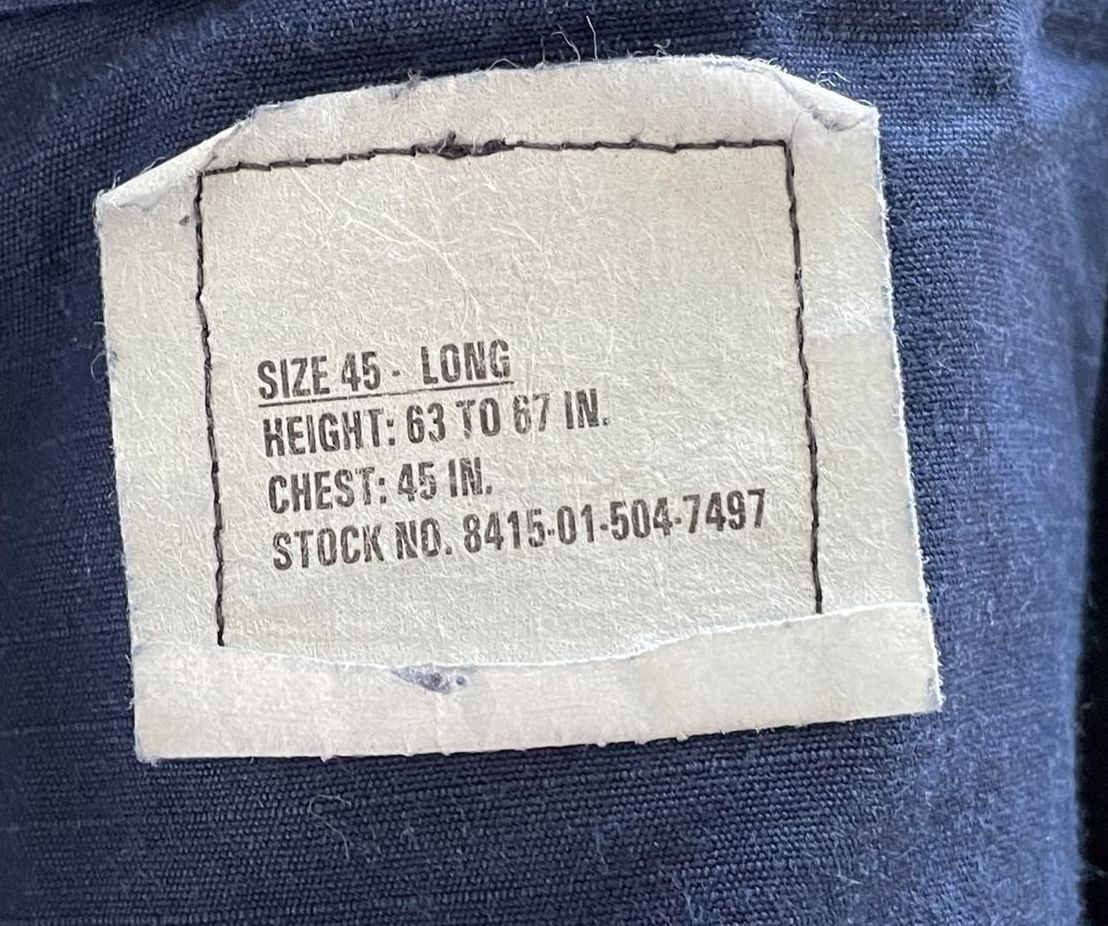 SIZE 45 - LONG
HEIGHT: 63 TO 67 IN.
CHEST: 45 IN.
STOCK NO. 8415-01-504-7497